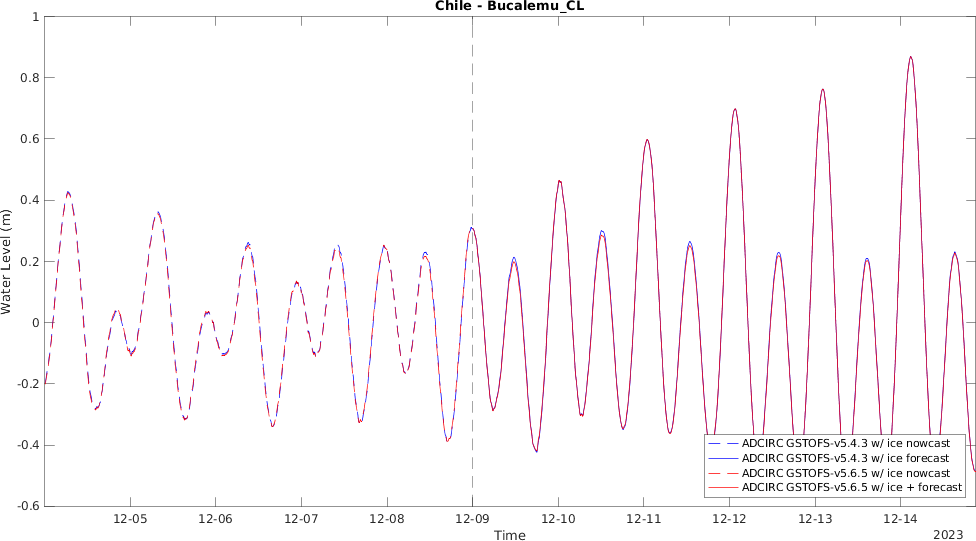 Chile - Bucalemu_CL
1
0.8
0.6
0.4
0.2
0
-0.2
-0.4
-0.6
Water Level (m)
ADCIRC GSTOFS-v5.4.3 w/ ice nowcast
ADCIRC GSTOFS-v5.4.3 w/ ice forecast
ADCIRC GSTOFS-v5.6.5 w/ ice nowcast
ADCIRC GSTOFS-v5.6.5 w/ ice + forecast
12-05 12-06 12-07 12-08 12-09 12-10 12-11 12-12 12-13 12-14
Time
2023